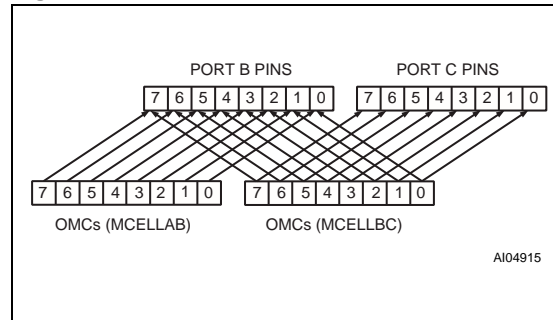 PORT B PINS PORT C PINS
7 6 5 4 3 2 1 0 7 6 5 4 3 2 1 0
7 6 5 4 3 2 1 0 7 6 5 4 3 2 1 0
OMCs (MCELLAB) OMCs (MCELLBC)
AI04915